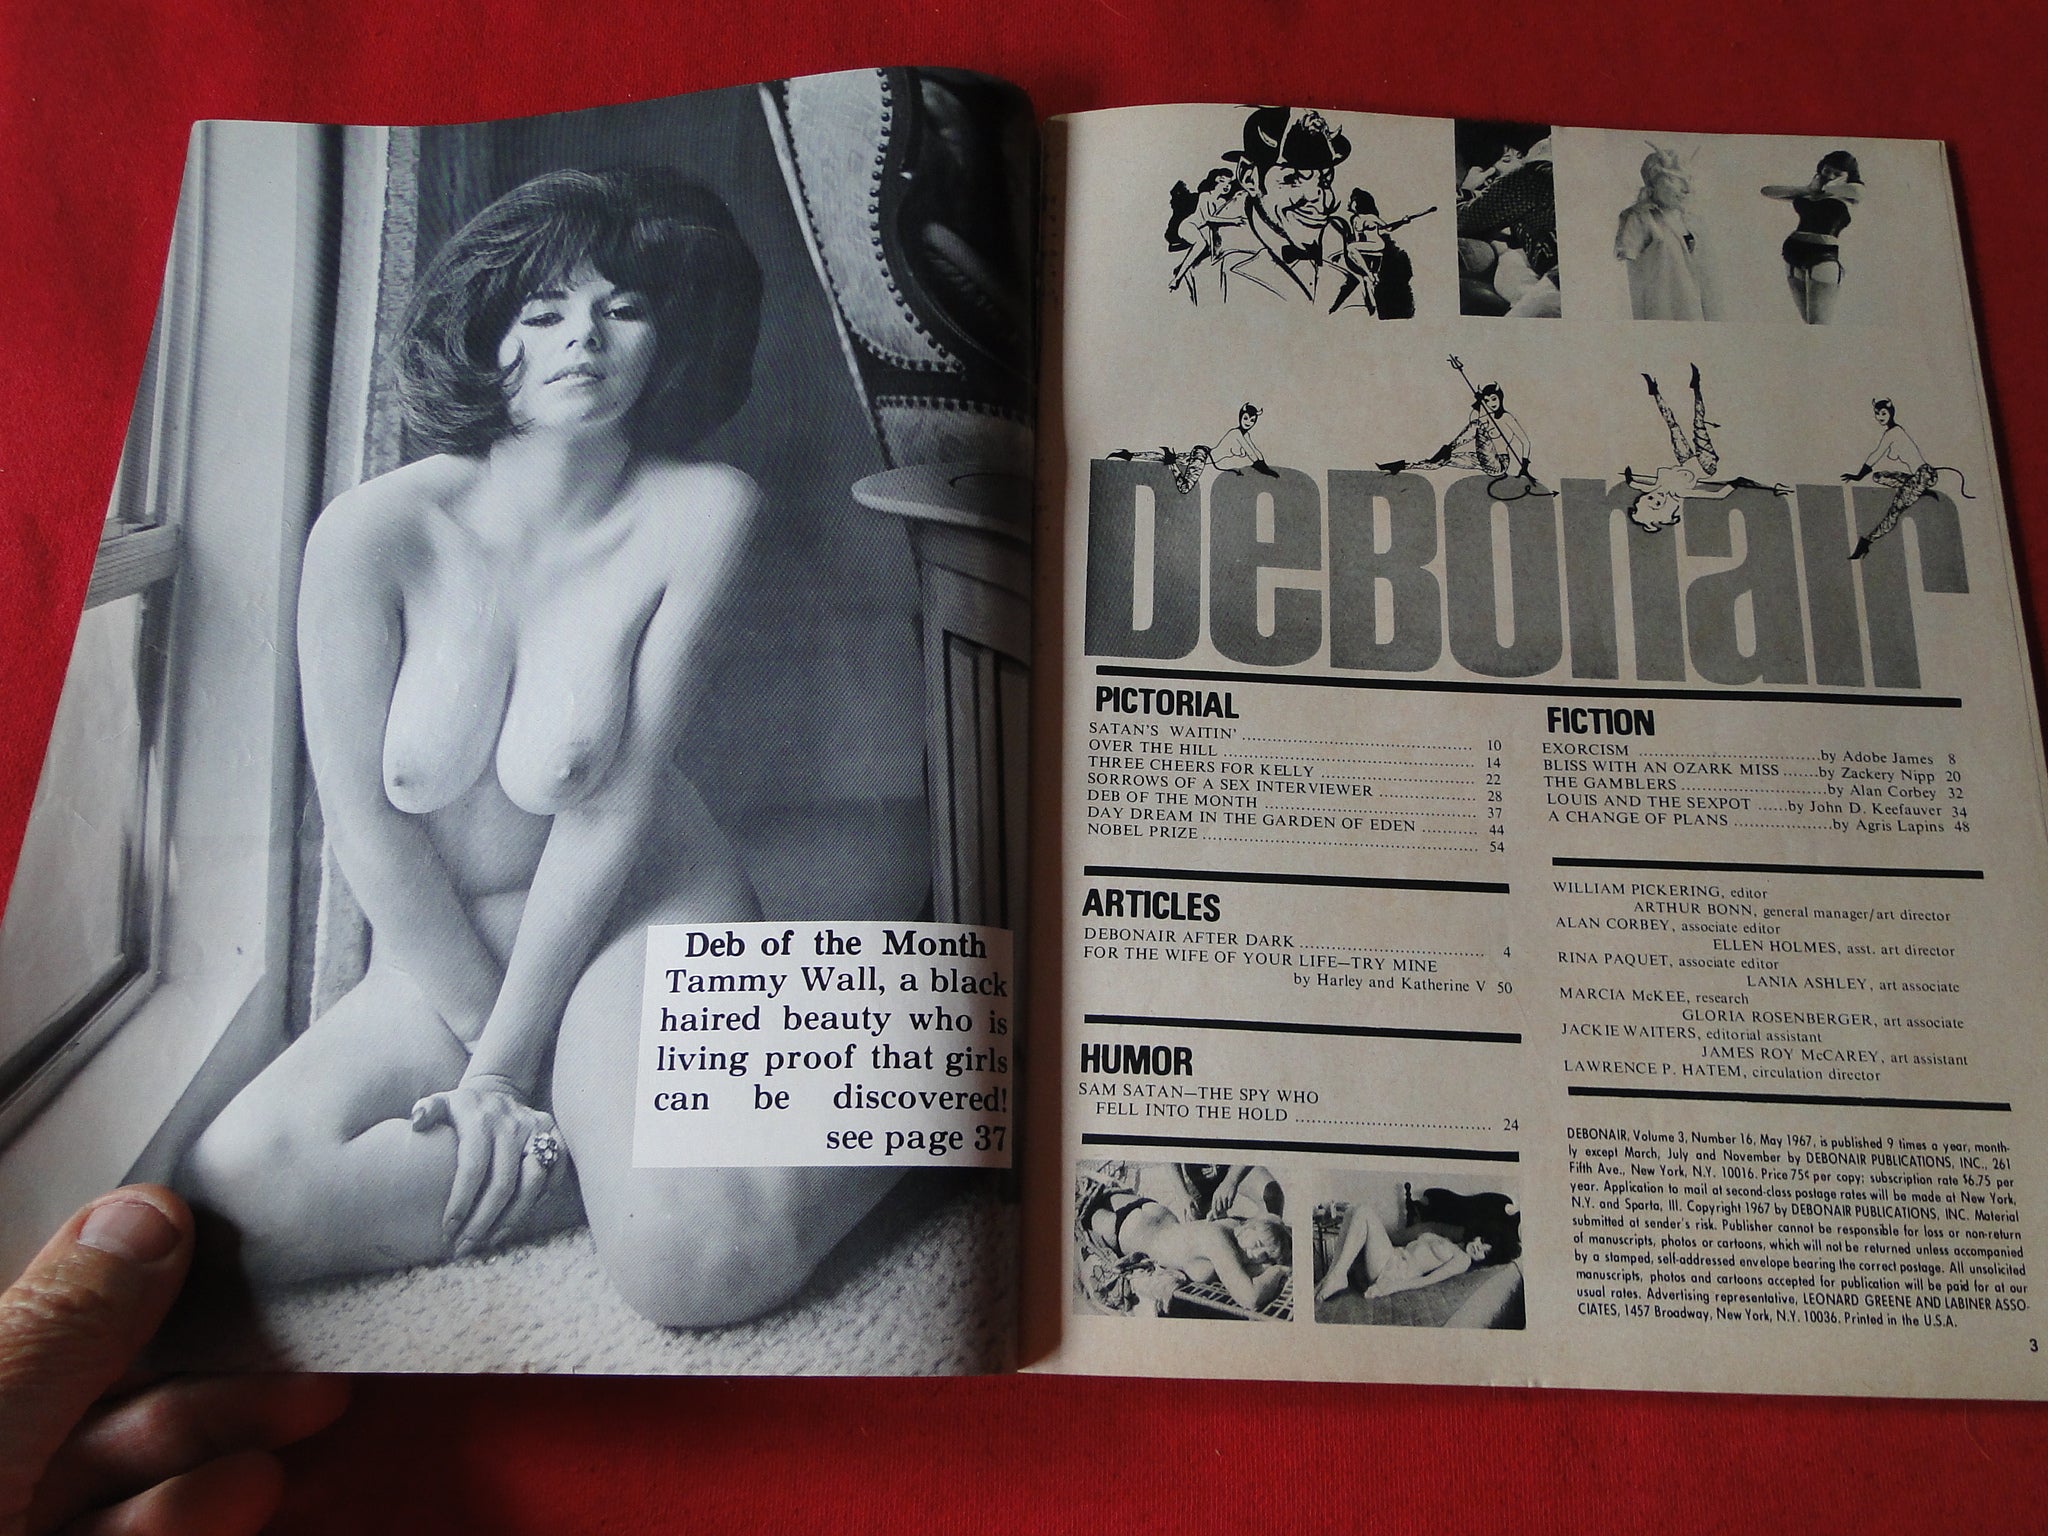 Deb of the Month
Tammy Wall, a black
haired beauty who is
living proof that girls
can be discovered!
see page 37
DEBONAIR
PICTORIAL
SATAN'S WAITIN' 10
OVER THE HILL 14
THREE CHEERS FOR KELLY 22
SORROWS OF A SEX INTERVIEWER 28
DEB OF THE MONTH 37
DAY DREAM IN THE GARDEN OF EDEN 44
NOBEL PRIZE 54
ARTICLES
DEBONAIR AFTER DARK 4
FOR THE WIFE OF YOUR LIFE—TRY MINE
by Harley and Katherine V 50
HUMOR
SAM SATAN—THE SPY WHO
FELL INTO THE HOLD 24
FICTION
EXORCISM by Adobe James 8
BLISS WITH AN OZARK MISS by Zackery Nipp 20
THE GAMBLERS by Alan Corbey 32
LOUIS AND THE SEXPOT by John D. Keefauver 34
A CHANGE OF PLANS by Agris Lapins 48
WILLIAM PICKERING, editor
ARTHUR BONN, general manager/art director
ALAN CORBEY, associate editor
ELLEN HOLMES, asst. art director
RINA PAQUET, associate editor
LANIA ASHLEY, art associate
MARCIA McKEE, research
GLORIA ROSENBERGER, art associate
JACKIE WAITERS, editorial assistant
JAMES ROY McCAREY, art assistant
LAWRENCE P. HATEM, circulation director
DEBONAIR, Volume 3, Number 16, May 1967, is published 9 times a year, month-
ly except March, July and November by DEBONAIR PUBLICATIONS, INC., 261
Fifth Ave., New York, N.Y. 10016. Price 75¢ per copy; subscription rate $6.75 per
year. Application to mail at second-class postage rates will be made at New York,
N.Y. and Sparta, Ill. Copyright 1967 by DEBONAIR PUBLICATIONS, INC. Material
submitted at sender's risk. Publisher cannot be responsible for loss or non-return
of manuscripts, photos or cartoons, which will not be returned unless accompanied
by a stamped, self-addressed envelope bearing the correct postage. All unsolicited
manuscripts, photos and cartoons accepted for publication will be paid for at our
usual rates. Advertising representative, LEONARD GREENE AND LABINER ASSO-
CIATES, 1457 Broadway, New York, N.Y. 10036. Printed in the U.S.A.
3